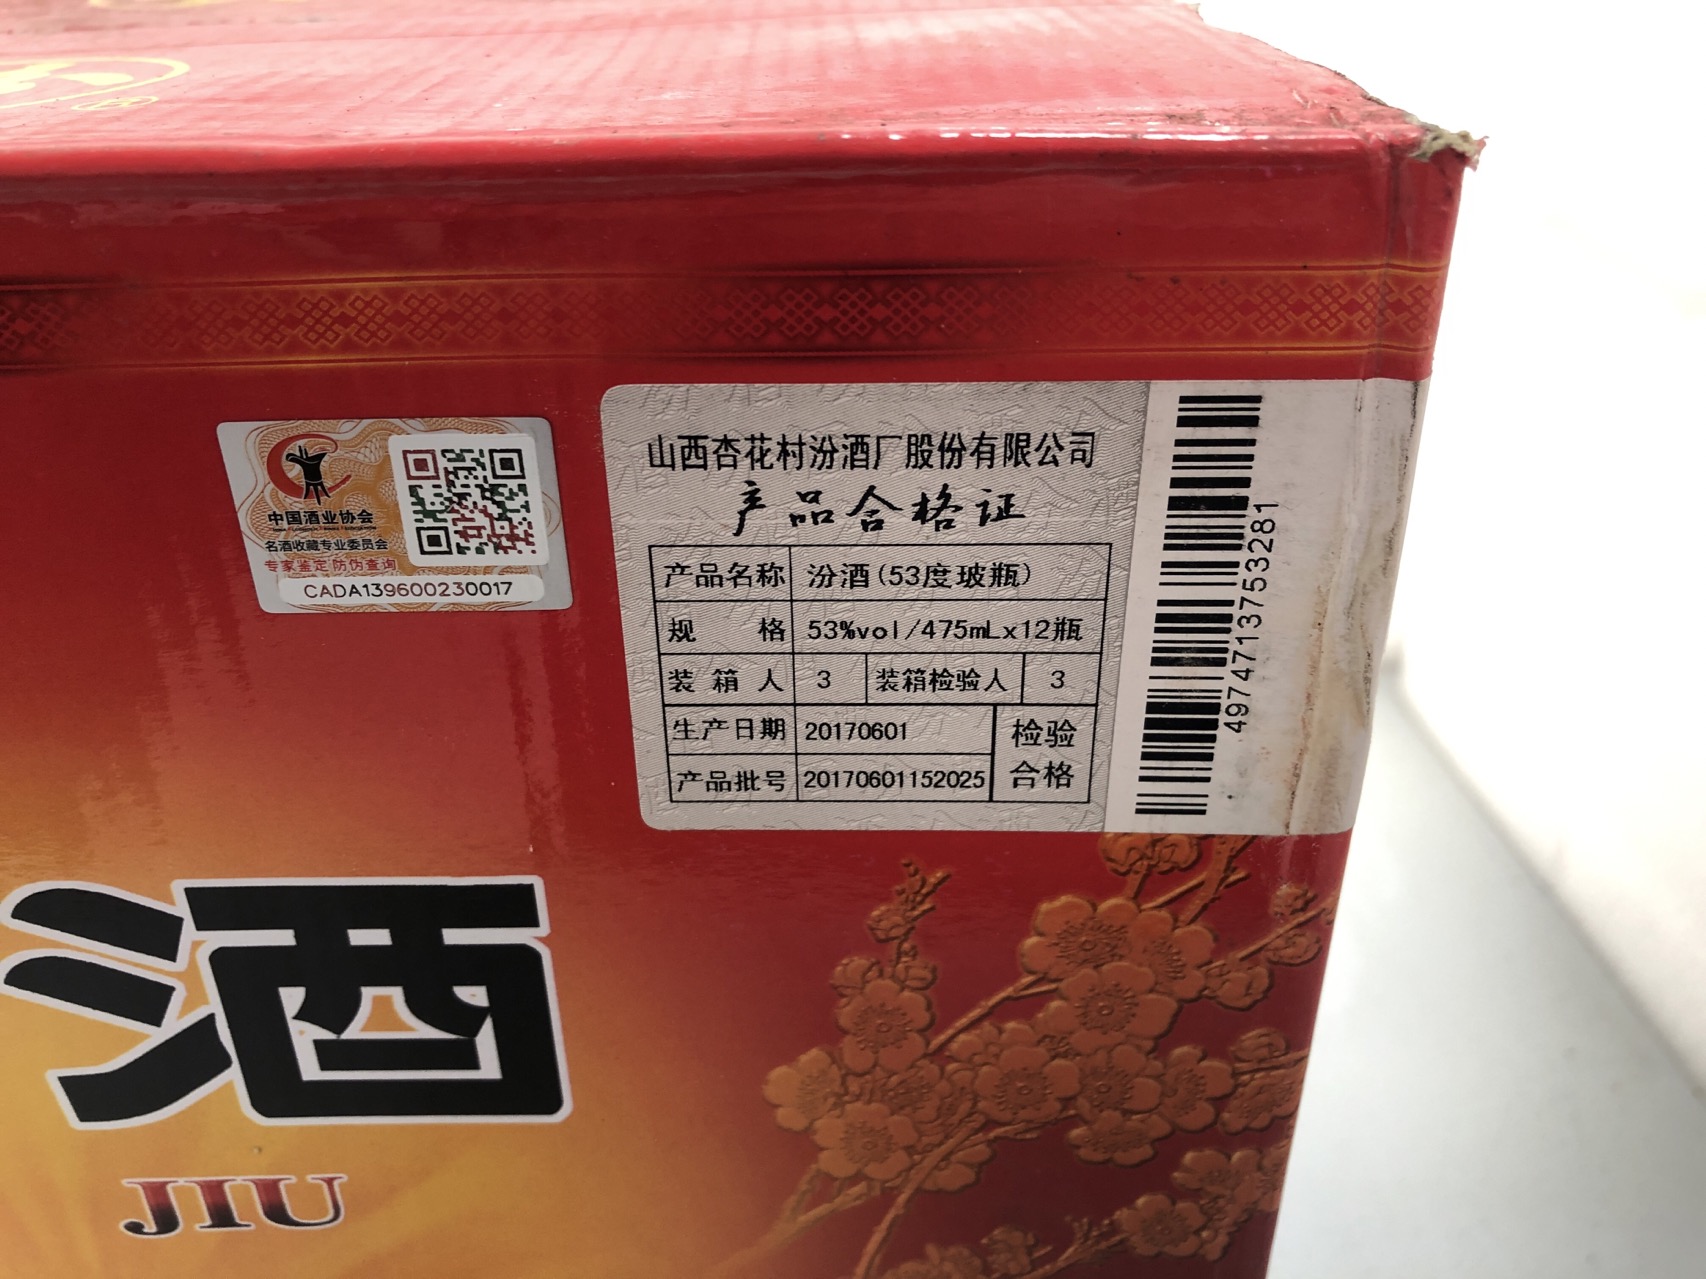 中国酒业协会
名酒收藏专业委员会
专家鉴定 防伪查询
CADA139600230017
山西杏花村汾酒厂股份有限公司
产品合格证
产品名称 汾酒(53度玻瓶)
规 格 53%vol/475mLx12瓶
装 箱 人 3 装箱检验人 3
生产日期 20170601 检验
产品批号 20170601152025 合格
4974713753281
酒
JIU